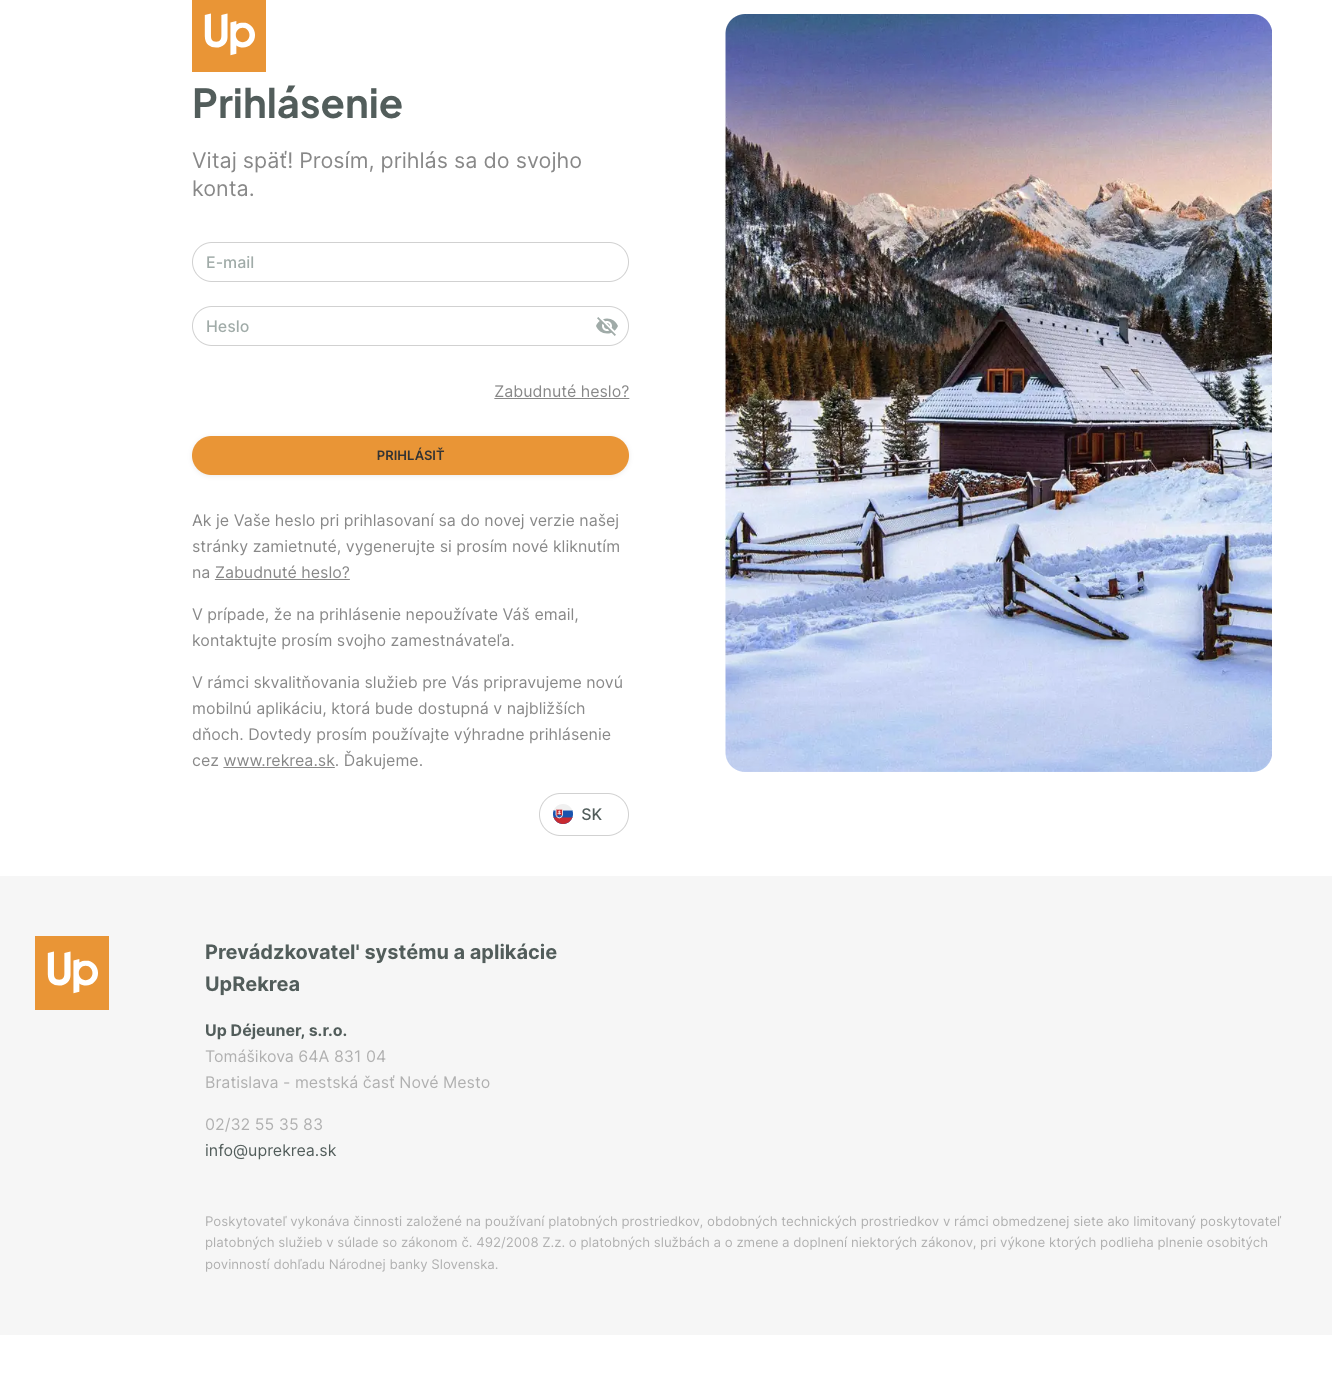 Up
Prihlásenie
Vitaj späť! Prosím, prihlás sa do svojho
konta.
E-mail
Heslo
Zabudnuté heslo?
PRIHLÁSIŤ
Ak je Vaše heslo pri prihlasovaní sa do novej verzie našej
stránky zamietnuté, vygenerujte si prosím nové kliknutím
na Zabudnuté heslo?
V prípade, že na prihlásenie nepoužívate Váš email,
kontaktujte prosím svojho zamestnávateľa.
V rámci skvalitňovania služieb pre Vás pripravujeme novú
mobilnú aplikáciu, ktorá bude dostupná v najbližších
dňoch. Dovtedy prosím používajte výhradne prihlásenie
cez www.rekrea.sk. Ďakujeme.
SK
Up
Prevádzkovatel' systému a aplikácie
UpRekrea
Up Déjeuner, s.r.o.
Tomášikova 64A 831 04
Bratislava - mestská časť Nové Mesto
02/32 55 35 83
info@uprekrea.sk
Poskytovateľ vykonáva činnosti založené na používaní platobných prostriedkov, obdobných technických prostriedkov v rámci obmedzenej siete ako limitovaný poskytovateľ
platobných služieb v súlade so zákonom č. 492/2008 Z.z. o platobných službách a o zmene a doplnení niektorých zákonov, pri výkone ktorých podlieha plnenie osobitých
povinností dohľadu Národnej banky Slovenska.